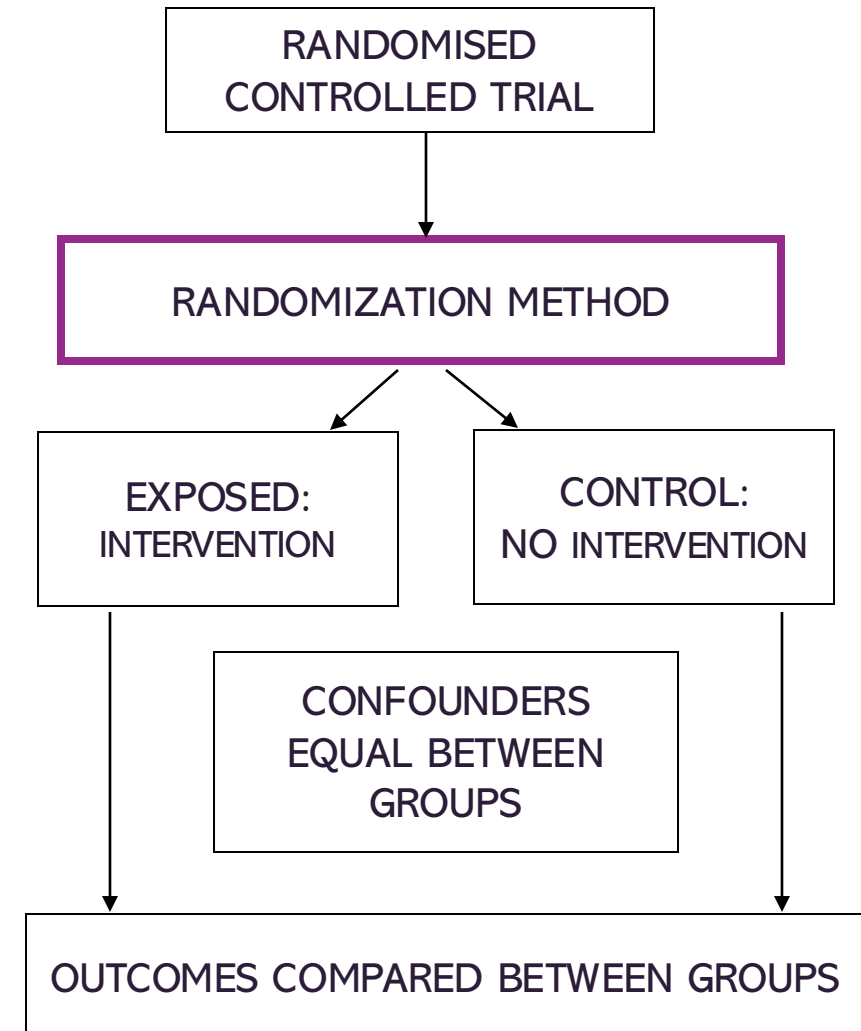 RANDOMISED
CONTROLLED TRIAL
RANDOMIZATION METHOD
EXPOSED:
INTERVENTION
CONTROL:
NO INTERVENTION
CONFOUNDERS
EQUAL BETWEEN
GROUPS
OUTCOMES COMPARED BETWEEN GROUPS